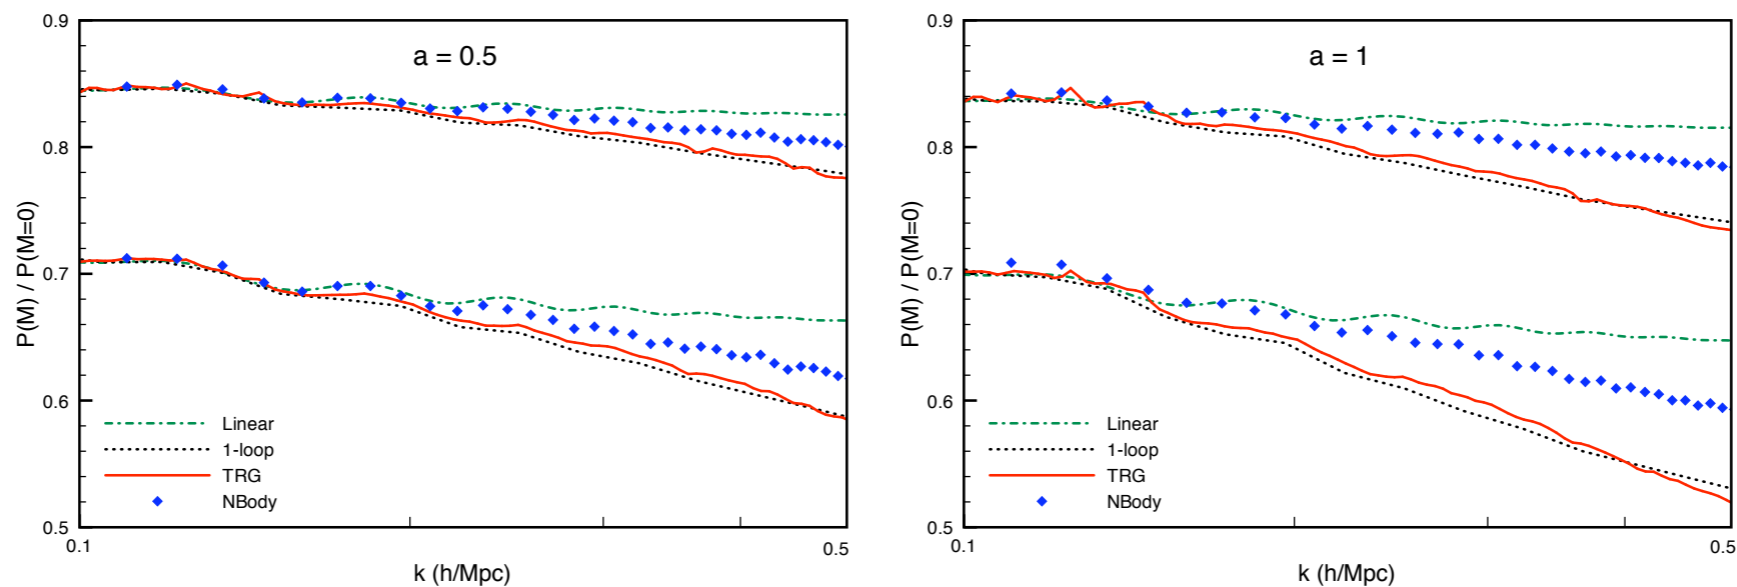 a = 0.5
P(M) / P(M=0)
0.9
0.8
0.7
0.6
0.5
Linear
1-loop
TRG
NBody
0.1
0.5
k (h/Mpc)
a = 1
P(M) / P(M=0)
0.9
0.8
0.7
0.6
0.5
Linear
1-loop
TRG
NBody
0.1
0.5
k (h/Mpc)